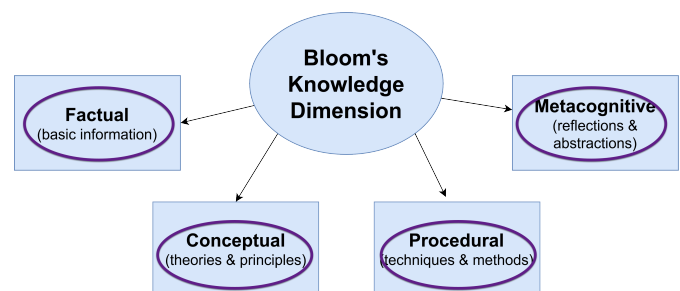 Bloom's
Knowledge
Dimension
Factual
(basic information)
Metacognitive
(reflections &
abstractions)
Conceptual
(theories & principles)
Procedural
(techniques & methods)